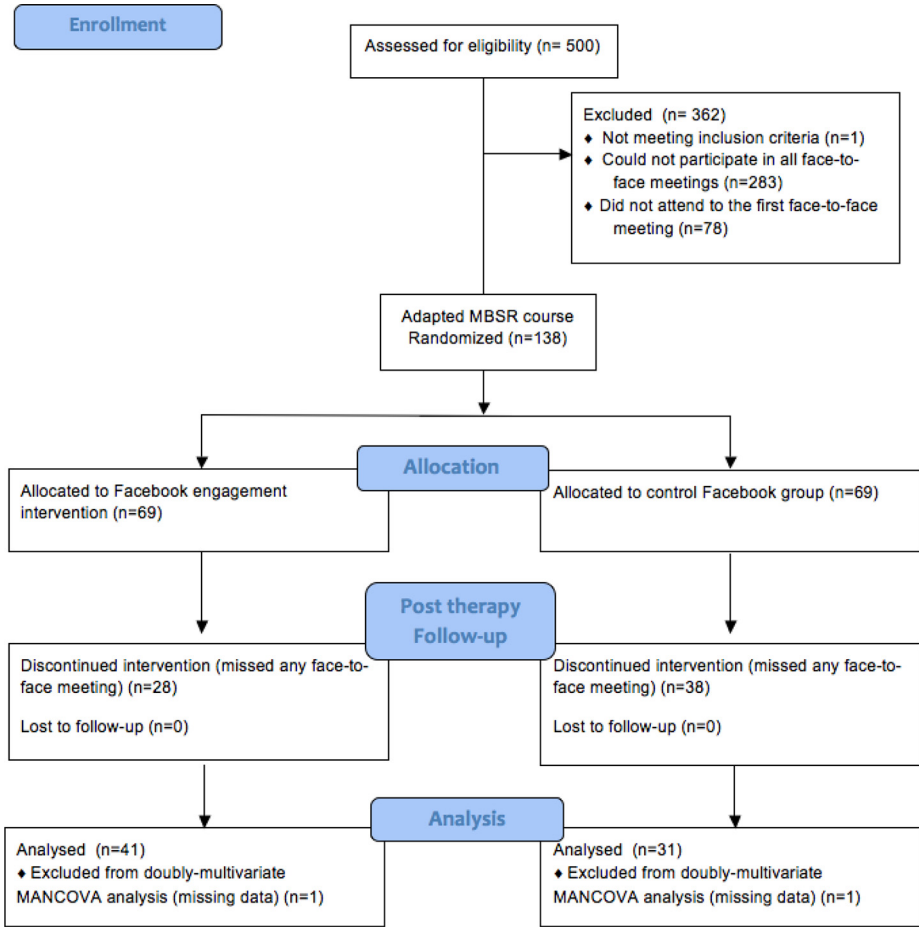 Enrollment
Assessed for eligibility (n= 500)
Excluded (n= 362)
♦ Not meeting inclusion criteria (n=1)
♦ Could not participate in all face-to-
face meetings (n=283)
♦ Did not attend to the first face-to-face
meeting (n=78)
Adapted MBSR course
Randomized (n=138)
Allocation
Allocated to Facebook engagement
intervention (n=69)
Allocated to control Facebook group (n=69)
Post therapy
Follow-up
Discontinued intervention (missed any face-to-
face meeting) (n=28)
Lost to follow-up (n=0)
Discontinued intervention (missed any face-to-
face meeting) (n=38)
Lost to follow-up (n=0)
Analysis
Analysed (n=41)
♦ Excluded from doubly-multivariate
MANCOVA analysis (missing data) (n=1)
Analysed (n=31)
♦ Excluded from doubly-multivariate
MANCOVA analysis (missing data) (n=1)